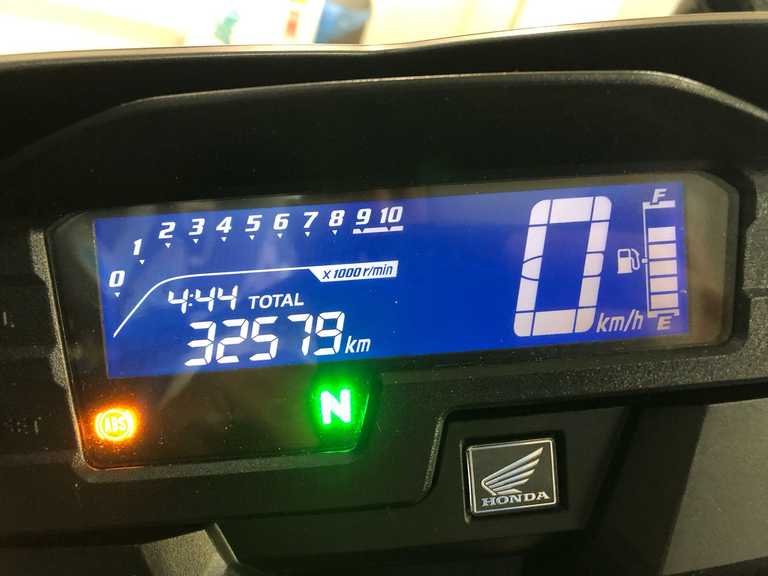 0 1 2 3 4 5 6 7 8 9 10
x 1000 r/min
4:44 TOTAL
32579 km
0 km/h
F
E
ABS
N
HONDA